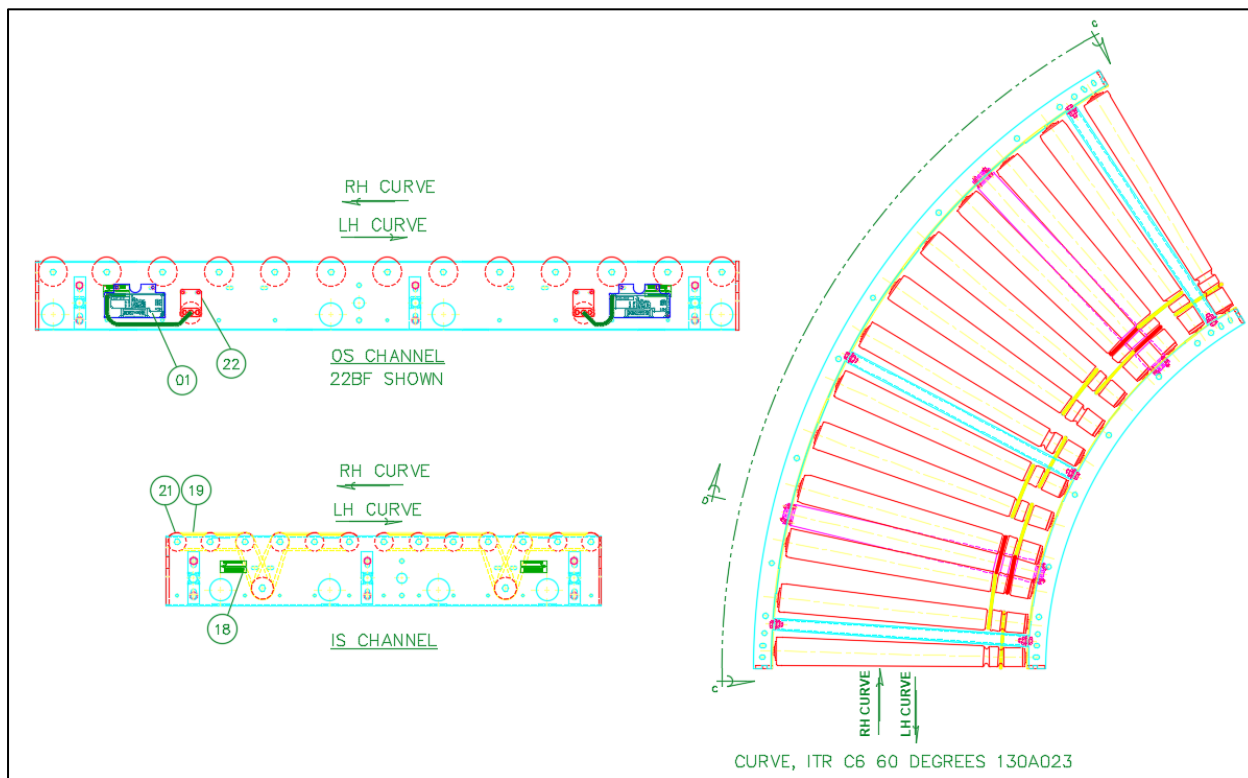 RH CURVE
LH CURVE
01
22
OS CHANNEL
22BF SHOWN
RH CURVE
LH CURVE
21
19
18
IS CHANNEL
C
D
C
RH CURVE
LH CURVE
CURVE, ITR C6 60 DEGREES 130A023